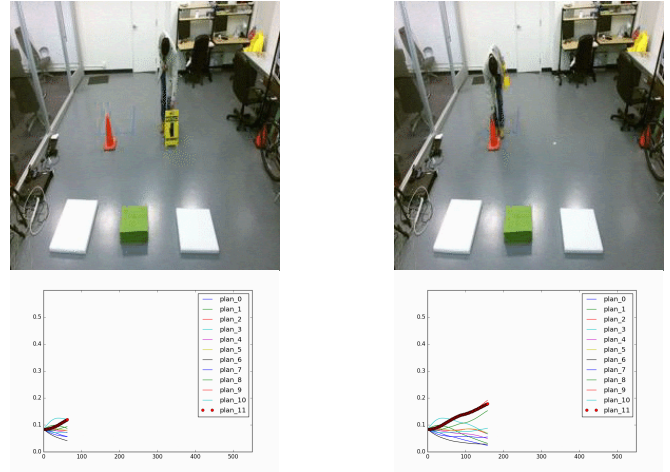 0.5
0.4
0.3
0.2
0.1
0.0
0
100
200
300
400
500
plan_0
plan_1
plan_2
plan_3
plan_4
plan_5
plan_6
plan_7
plan_8
plan_9
plan_10
plan_11
0.5
0.4
0.3
0.2
0.1
0.0
0
100
200
300
400
500
plan_0
plan_1
plan_2
plan_3
plan_4
plan_5
plan_6
plan_7
plan_8
plan_9
plan_10
plan_11